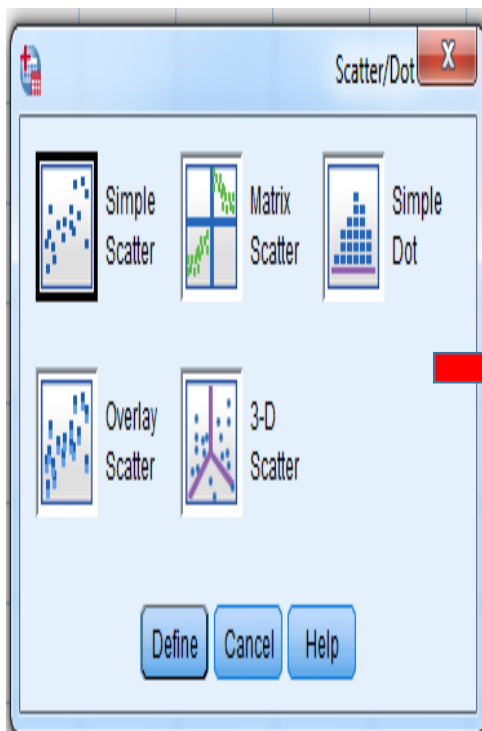 Scatter/Dot
Simple
Scatter
Matrix
Scatter
Simple
Dot
Overlay
Scatter
3-D
Scatter
Define Cancel Help